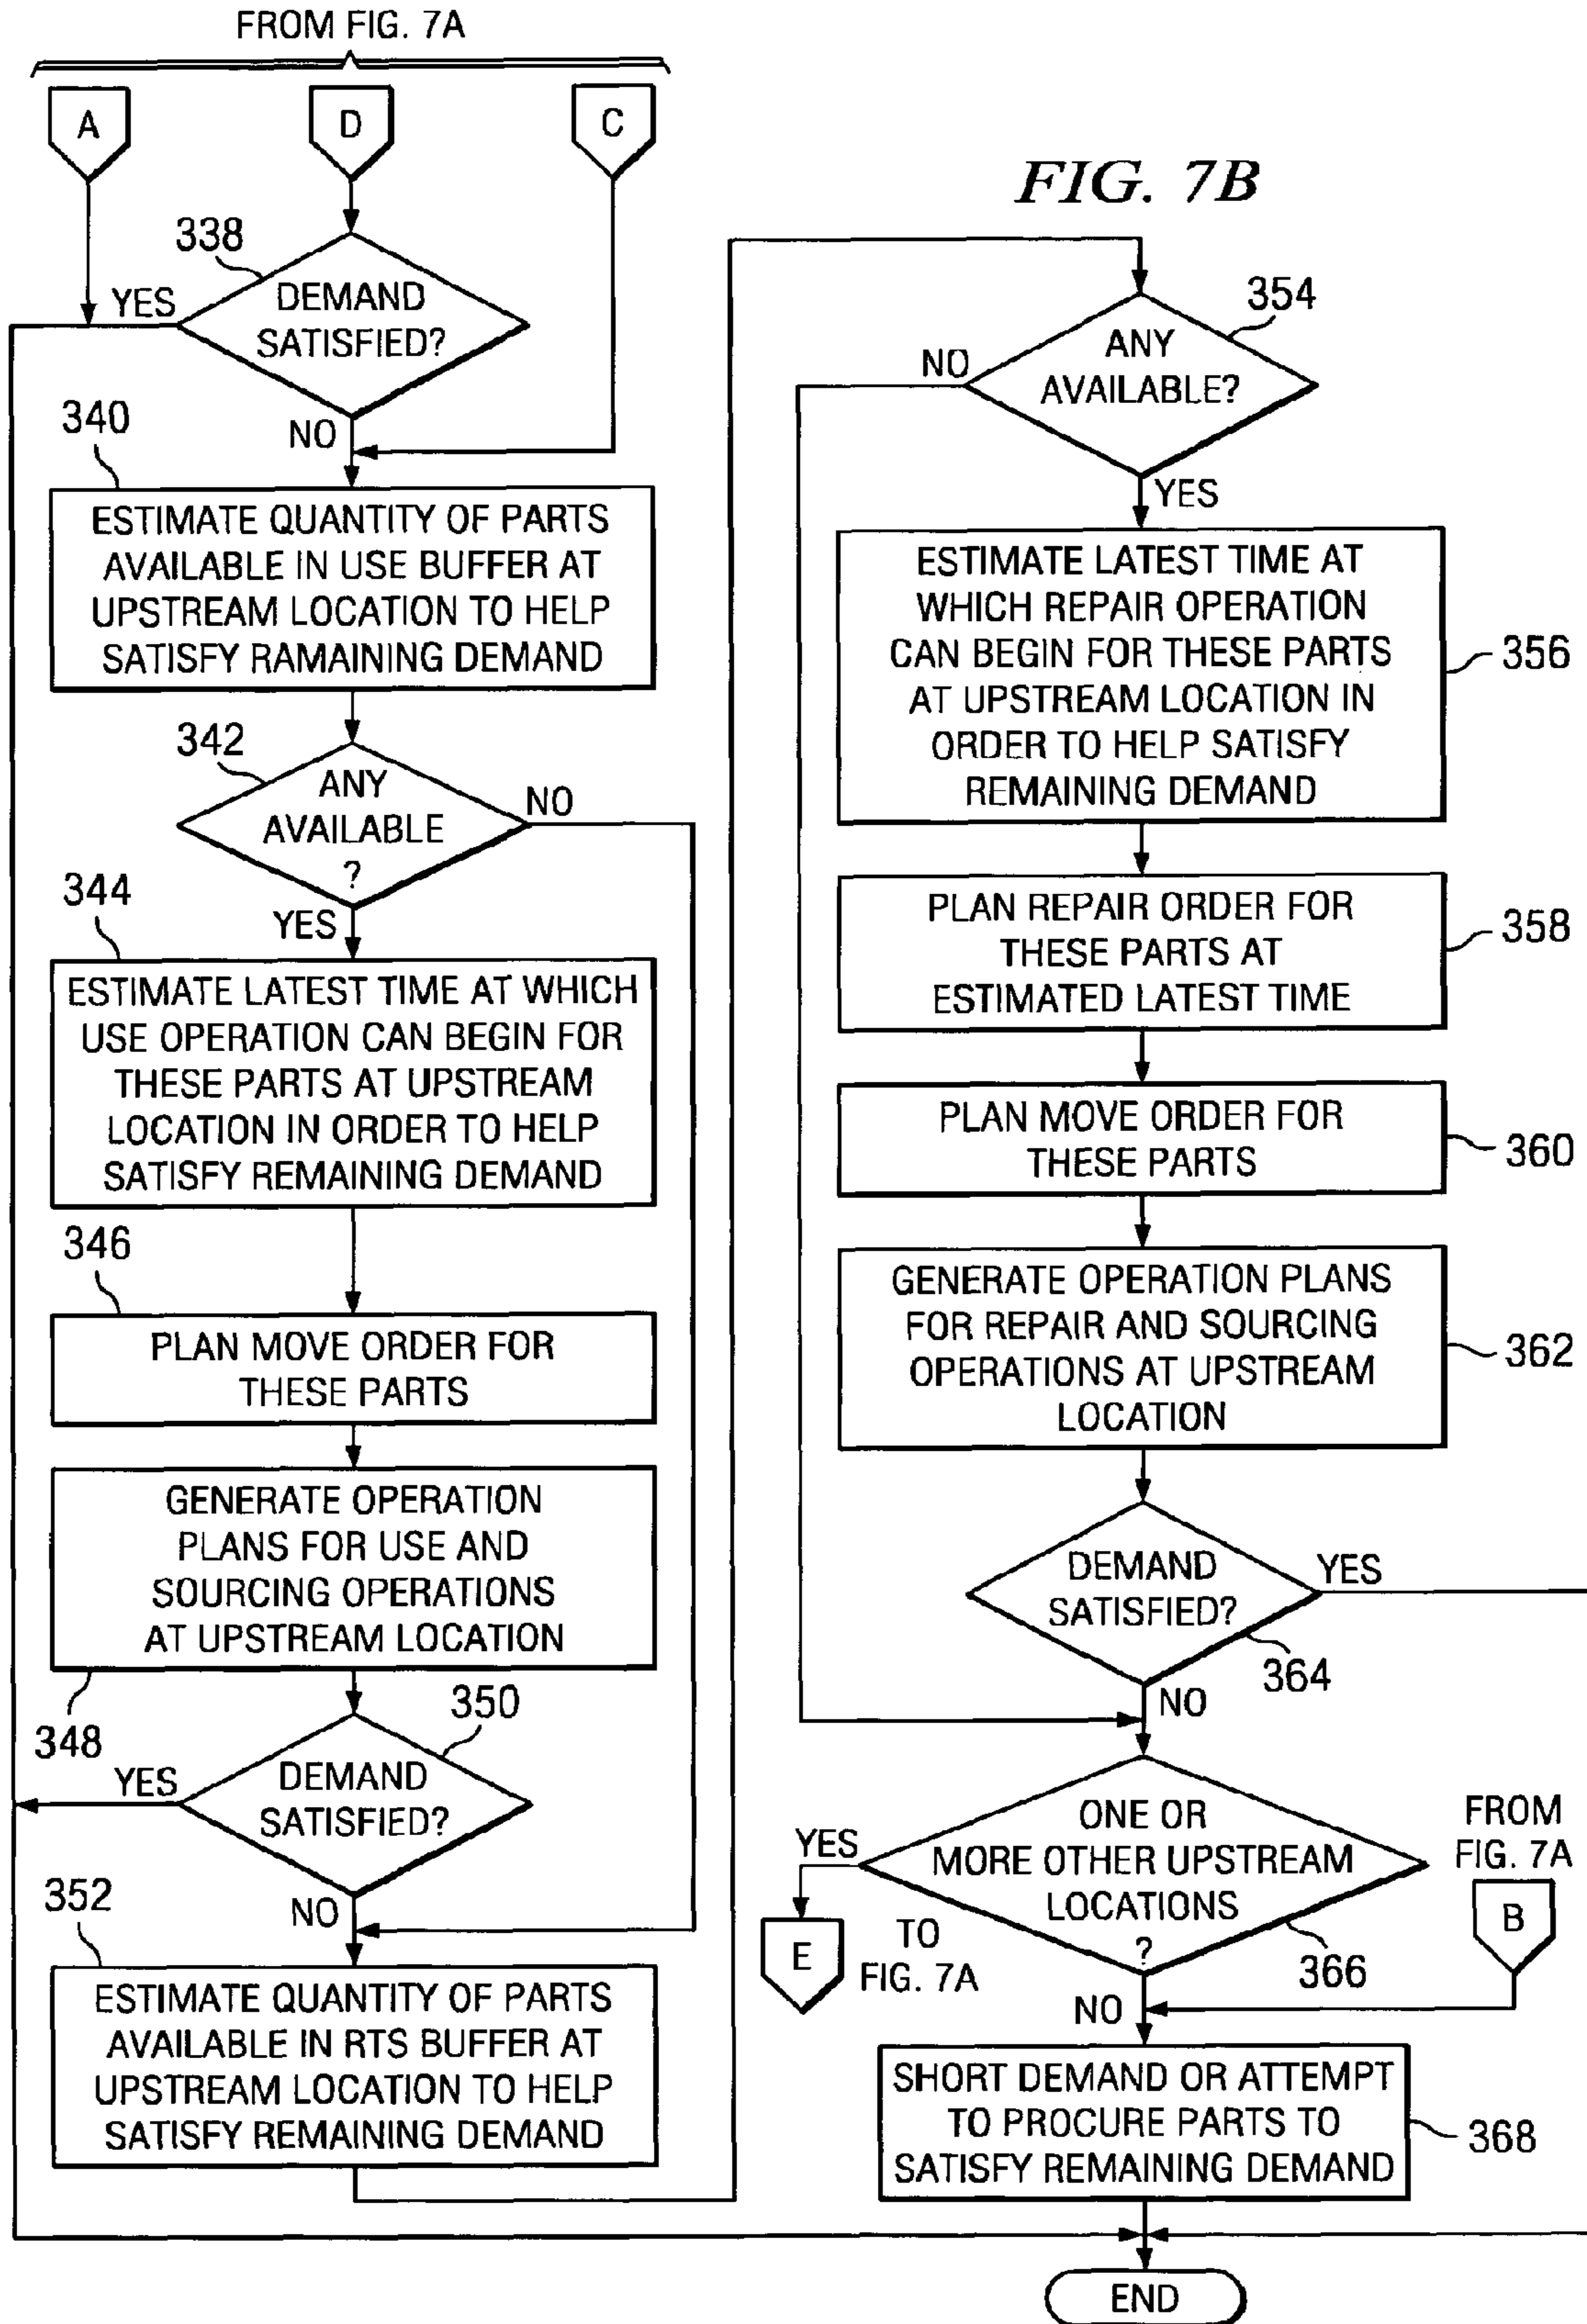 FROM FIG. 7A
A
D
C
FIG. 7B
338
DEMAND
SATISFIED?
YES
NO
340
ESTIMATE QUANTITY OF PARTS
AVAILABLE IN USE BUFFER AT
UPSTREAM LOCATION TO HELP
SATISFY RAMAINING DEMAND
342
ANY
AVAILABLE
?
NO
YES
344
ESTIMATE LATEST TIME AT WHICH
USE OPERATION CAN BEGIN FOR
THESE PARTS AT UPSTREAM
LOCATION IN ORDER TO HELP
SATISFY REMAINING DEMAND
346
PLAN MOVE ORDER FOR
THESE PARTS
GENERATE OPERATION
PLANS FOR USE AND
SOURCING OPERATIONS
AT UPSTREAM LOCATION
348
350
DEMAND
SATISFIED?
YES
NO
352
ESTIMATE QUANTITY OF PARTS
AVAILABLE IN RTS BUFFER AT
UPSTREAM LOCATION TO HELP
SATISFY REMAINING DEMAND
354
ANY
AVAILABLE?
NO
YES
ESTIMATE LATEST TIME AT
WHICH REPAIR OPERATION
CAN BEGIN FOR THESE PARTS
AT UPSTREAM LOCATION IN
ORDER TO HELP SATISFY
REMAINING DEMAND
356
PLAN REPAIR ORDER FOR
THESE PARTS AT
ESTIMATED LATEST TIME
358
PLAN MOVE ORDER FOR
THESE PARTS
360
GENERATE OPERATION PLANS
FOR REPAIR AND SOURCING
OPERATIONS AT UPSTREAM
LOCATION
362
DEMAND
SATISFIED?
YES
364
NO
ONE OR
MORE OTHER UPSTREAM
LOCATIONS
?
366
YES
E
TO
FIG. 7A
FROM
FIG. 7A
B
NO
SHORT DEMAND OR ATTEMPT
TO PROCURE PARTS TO
SATISFY REMAINING DEMAND
368
END